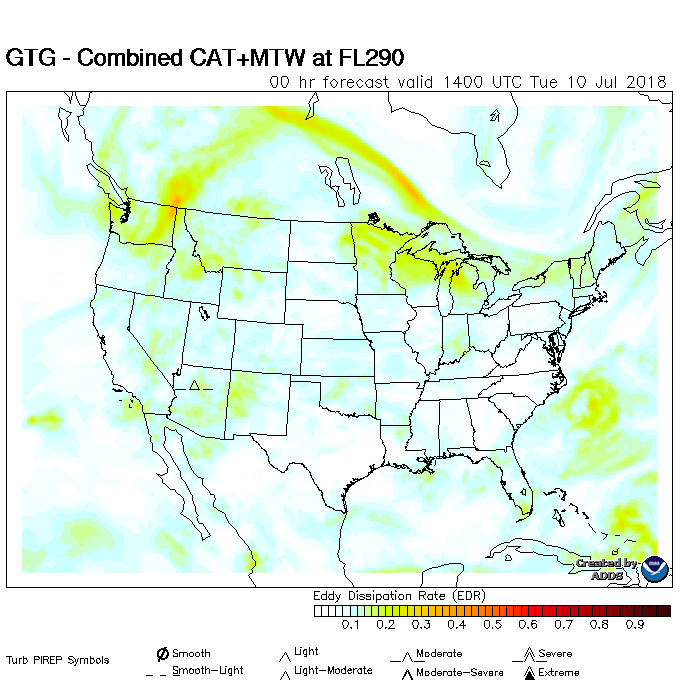 GTG - Combined CAT+MTW at FL290
00 hr forecast valid 1400 UTC Tue 10 Jul 2018
Created by
ADDS
Eddy Dissipation Rate (EDR)
0.1 0.2 0.3 0.4 0.5 0.6 0.7 0.8 0.9
Turb PIREP Symbols
Smooth Light Moderate Severe
Smooth-Light Light-Moderate Moderate-Severe Extreme